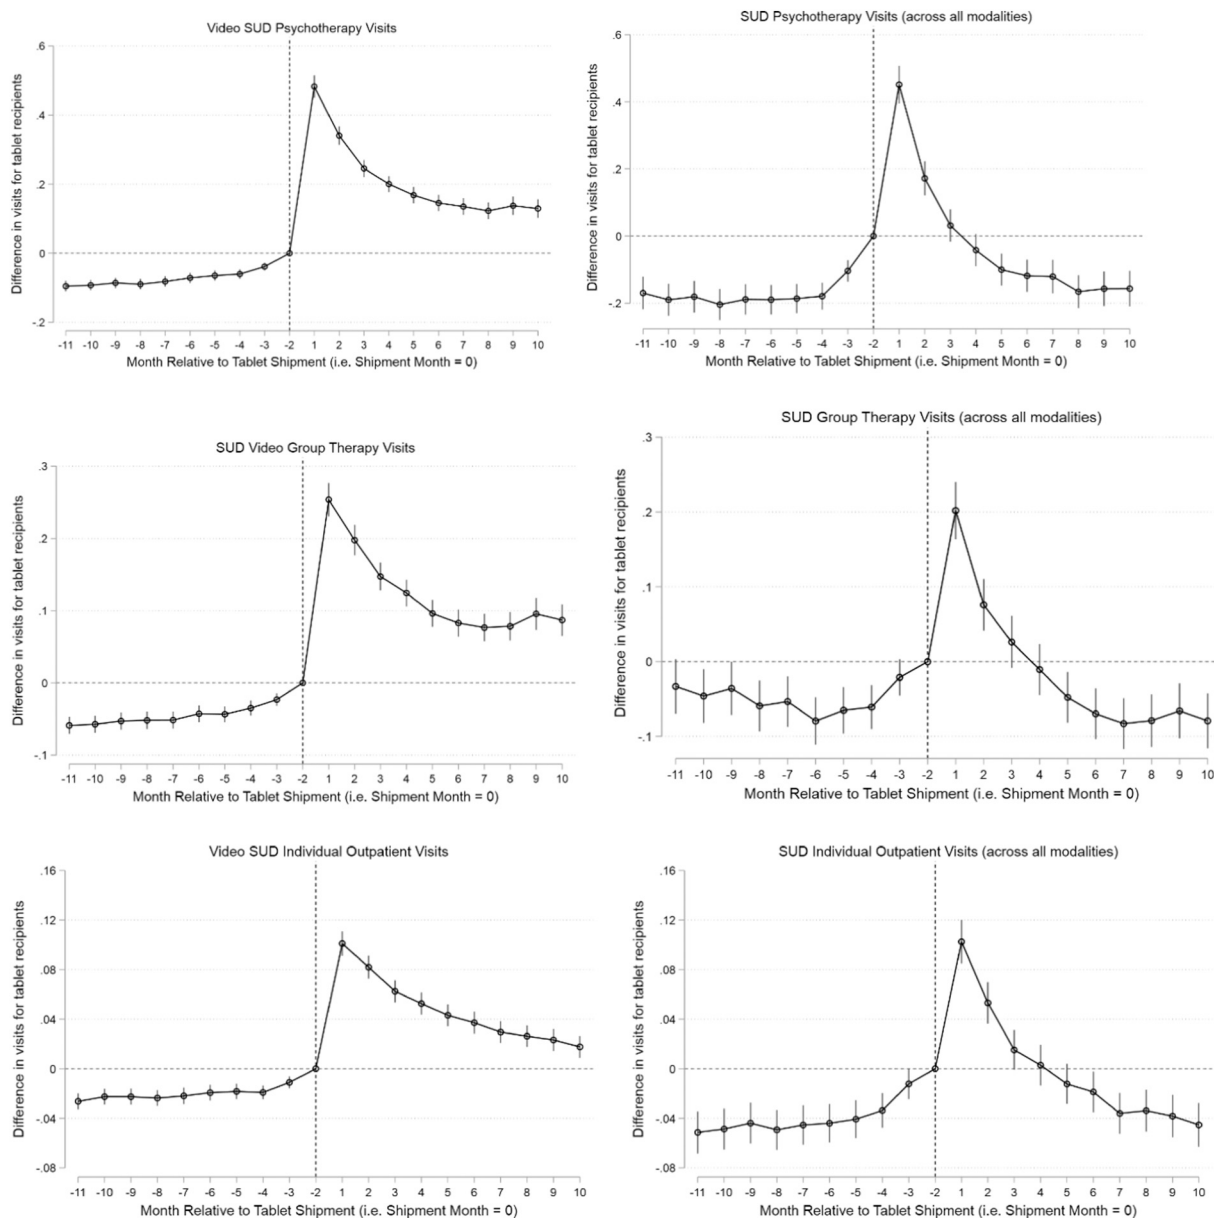 Video SUD Psychotherapy Visits
Difference in visits for tablet recipients
.6
.4
.2
0
-.2
-11 -10 -9 -8 -7 -6 -5 -4 -3 -2 1 2 3 4 5 6 7 8 9 10
Month Relative to Tablet Shipment (i.e. Shipment Month = 0)
SUD Psychotherapy Visits (across all modalities)
Difference in visits for tablet recipients
.6
.4
.2
0
-.2
-11 -10 -9 -8 -7 -6 -5 -4 -3 -2 1 2 3 4 5 6 7 8 9 10
Month Relative to Tablet Shipment (i.e. Shipment Month = 0)
SUD Video Group Therapy Visits
Difference in visits for tablet recipients
.3
.2
.1
0
-.1
-11 -10 -9 -8 -7 -6 -5 -4 -3 -2 1 2 3 4 5 6 7 8 9 10
Month Relative to Tablet Shipment (i.e. Shipment Month = 0)
SUD Group Therapy Visits (across all modalities)
Difference in visits for tablet recipients
.3
.2
.1
0
-.1
-11 -10 -9 -8 -7 -6 -5 -4 -3 -2 1 2 3 4 5 6 7 8 9 10
Month Relative to Tablet Shipment (i.e. Shipment Month = 0)
Video SUD Individual Outpatient Visits
Difference in visits for tablet recipients
.16
.12
.08
.04
0
-.04
-.08
-11 -10 -9 -8 -7 -6 -5 -4 -3 -2 1 2 3 4 5 6 7 8 9 10
Month Relative to Tablet Shipment (i.e. Shipment Month = 0)
SUD Individual Outpatient Visits (across all modalities)
Difference in visits for tablet recipients
.16
.12
.08
.04
0
-.04
-.08
-11 -10 -9 -8 -7 -6 -5 -4 -3 -2 1 2 3 4 5 6 7 8 9 10
Month Relative to Tablet Shipment (i.e. Shipment Month = 0)